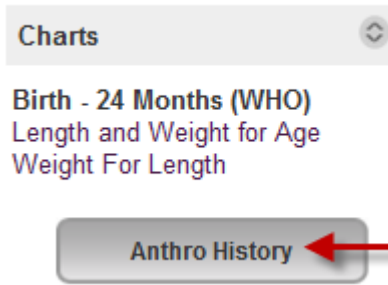 Charts
Birth - 24 Months (WHO)
Length and Weight for Age
Weight For Length
Anthro History